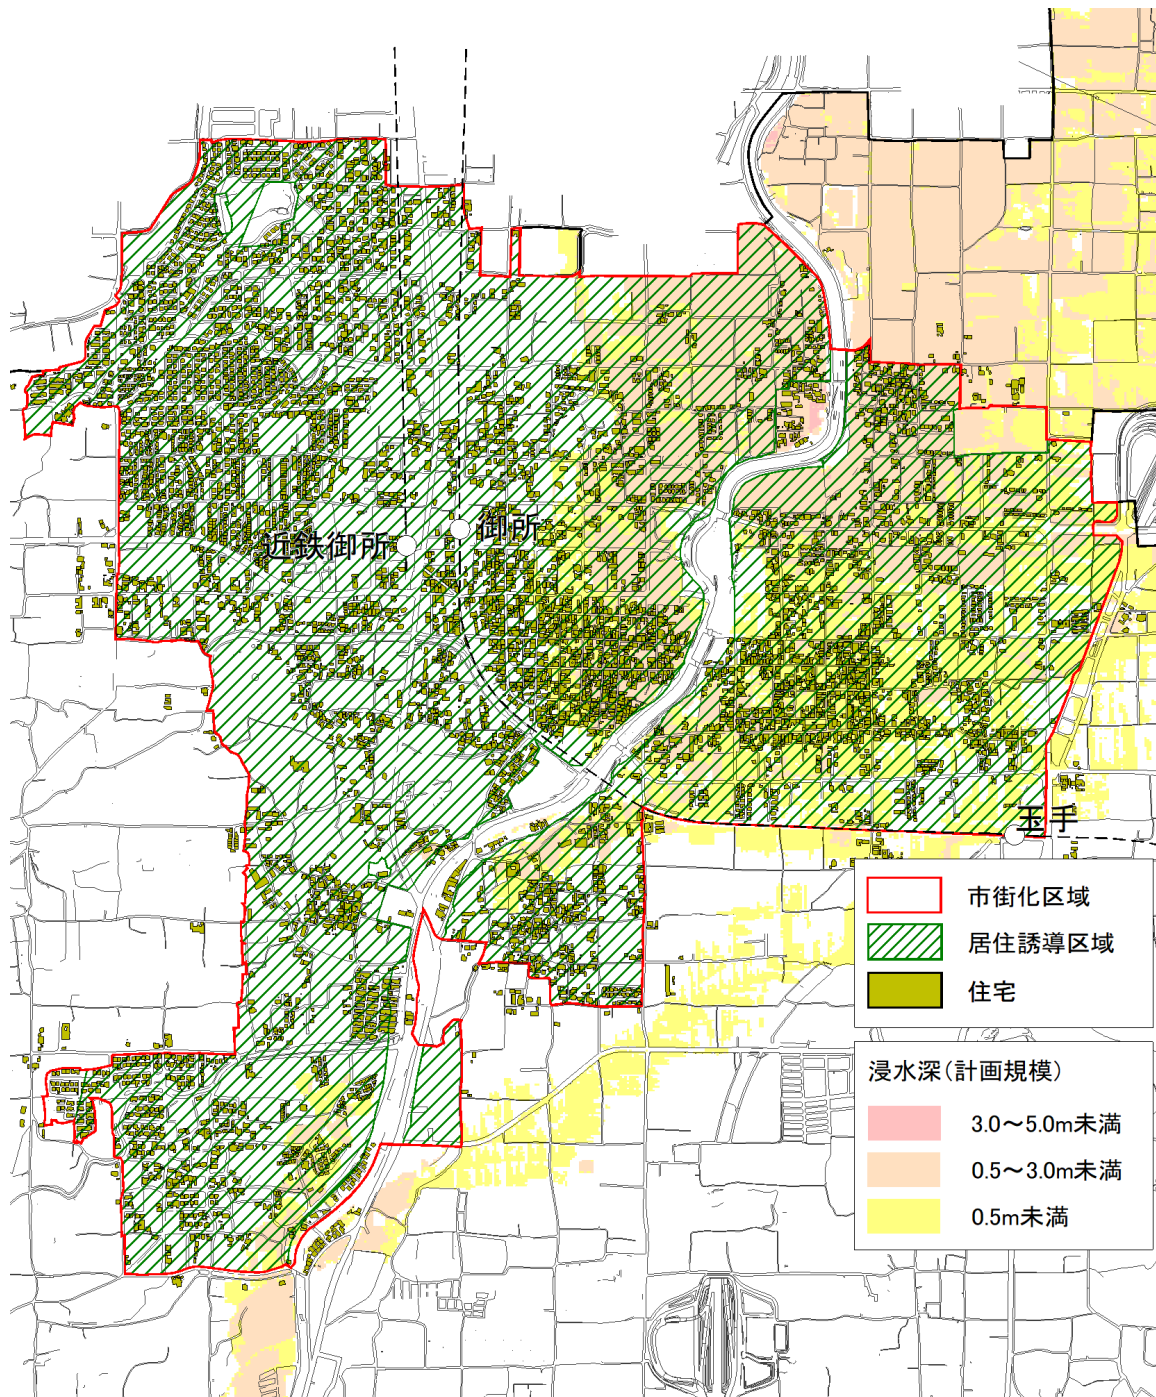 御所
近鉄御所
玉手
市街化区域
居住誘導区域
住宅
浸水深(計画規模)
3.0～5.0m未満
0.5～3.0m未満
0.5m未満